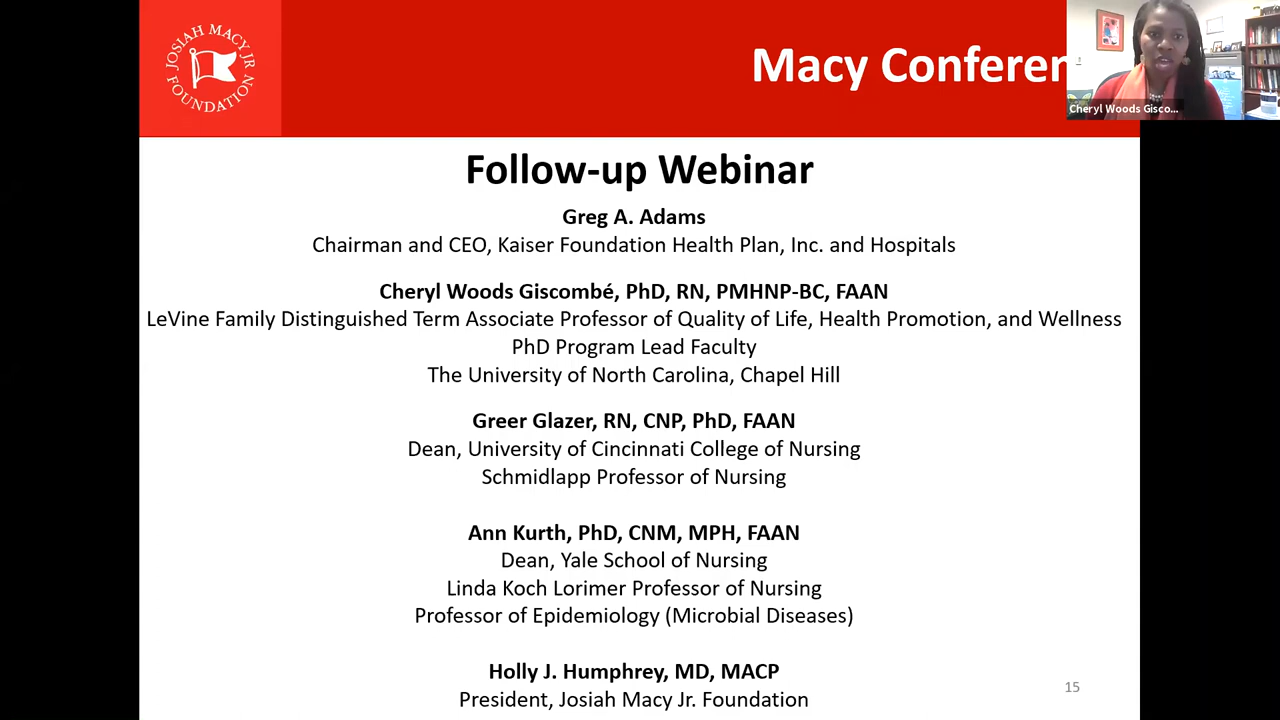 JOSIAH MACY JR
FOUNDATION
Macy Conferen
Cheryl Woods Gisco...
Follow-up Webinar
Greg A. Adams
Chairman and CEO, Kaiser Foundation Health Plan, Inc. and Hospitals
Cheryl Woods Giscombé, PhD, RN, PMHNP-BC, FAAN
LeVine Family Distinguished Term Associate Professor of Quality of Life, Health Promotion, and Wellness
PhD Program Lead Faculty
The University of North Carolina, Chapel Hill
Greer Glazer, RN, CNP, PhD, FAAN
Dean, University of Cincinnati College of Nursing
Schmidlapp Professor of Nursing
Ann Kurth, PhD, CNM, MPH, FAAN
Dean, Yale School of Nursing
Linda Koch Lorimer Professor of Nursing
Professor of Epidemiology (Microbial Diseases)
Holly J. Humphrey, MD, MACP
President, Josiah Macy Jr. Foundation
15